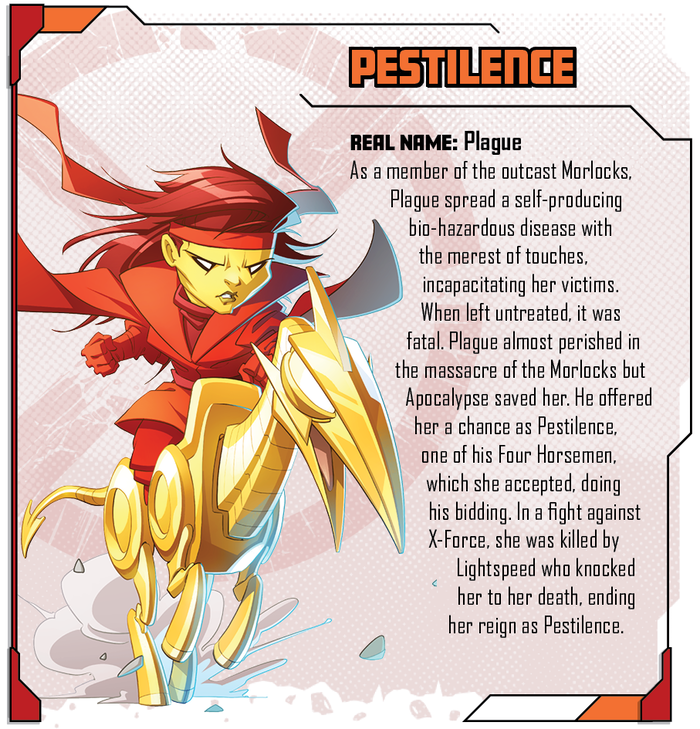 PESTILENCE
REAL NAME: Plague
As a member of the outcast Morlocks,
Plague spread a self-producing
bio-hazardous disease with
the merest of touches,
incapacitating her victims.
When left untreated, it was
fatal. Plague almost perished in
the massacre of the Morlocks but
Apocalypse saved her. He offered
her a chance as Pestilence,
one of his Four Horsemen,
which she accepted, doing
his bidding. In a fight against
X-Force, she was killed by
Lightspeed who knocked
her to her death, ending
her reign as Pestilence.